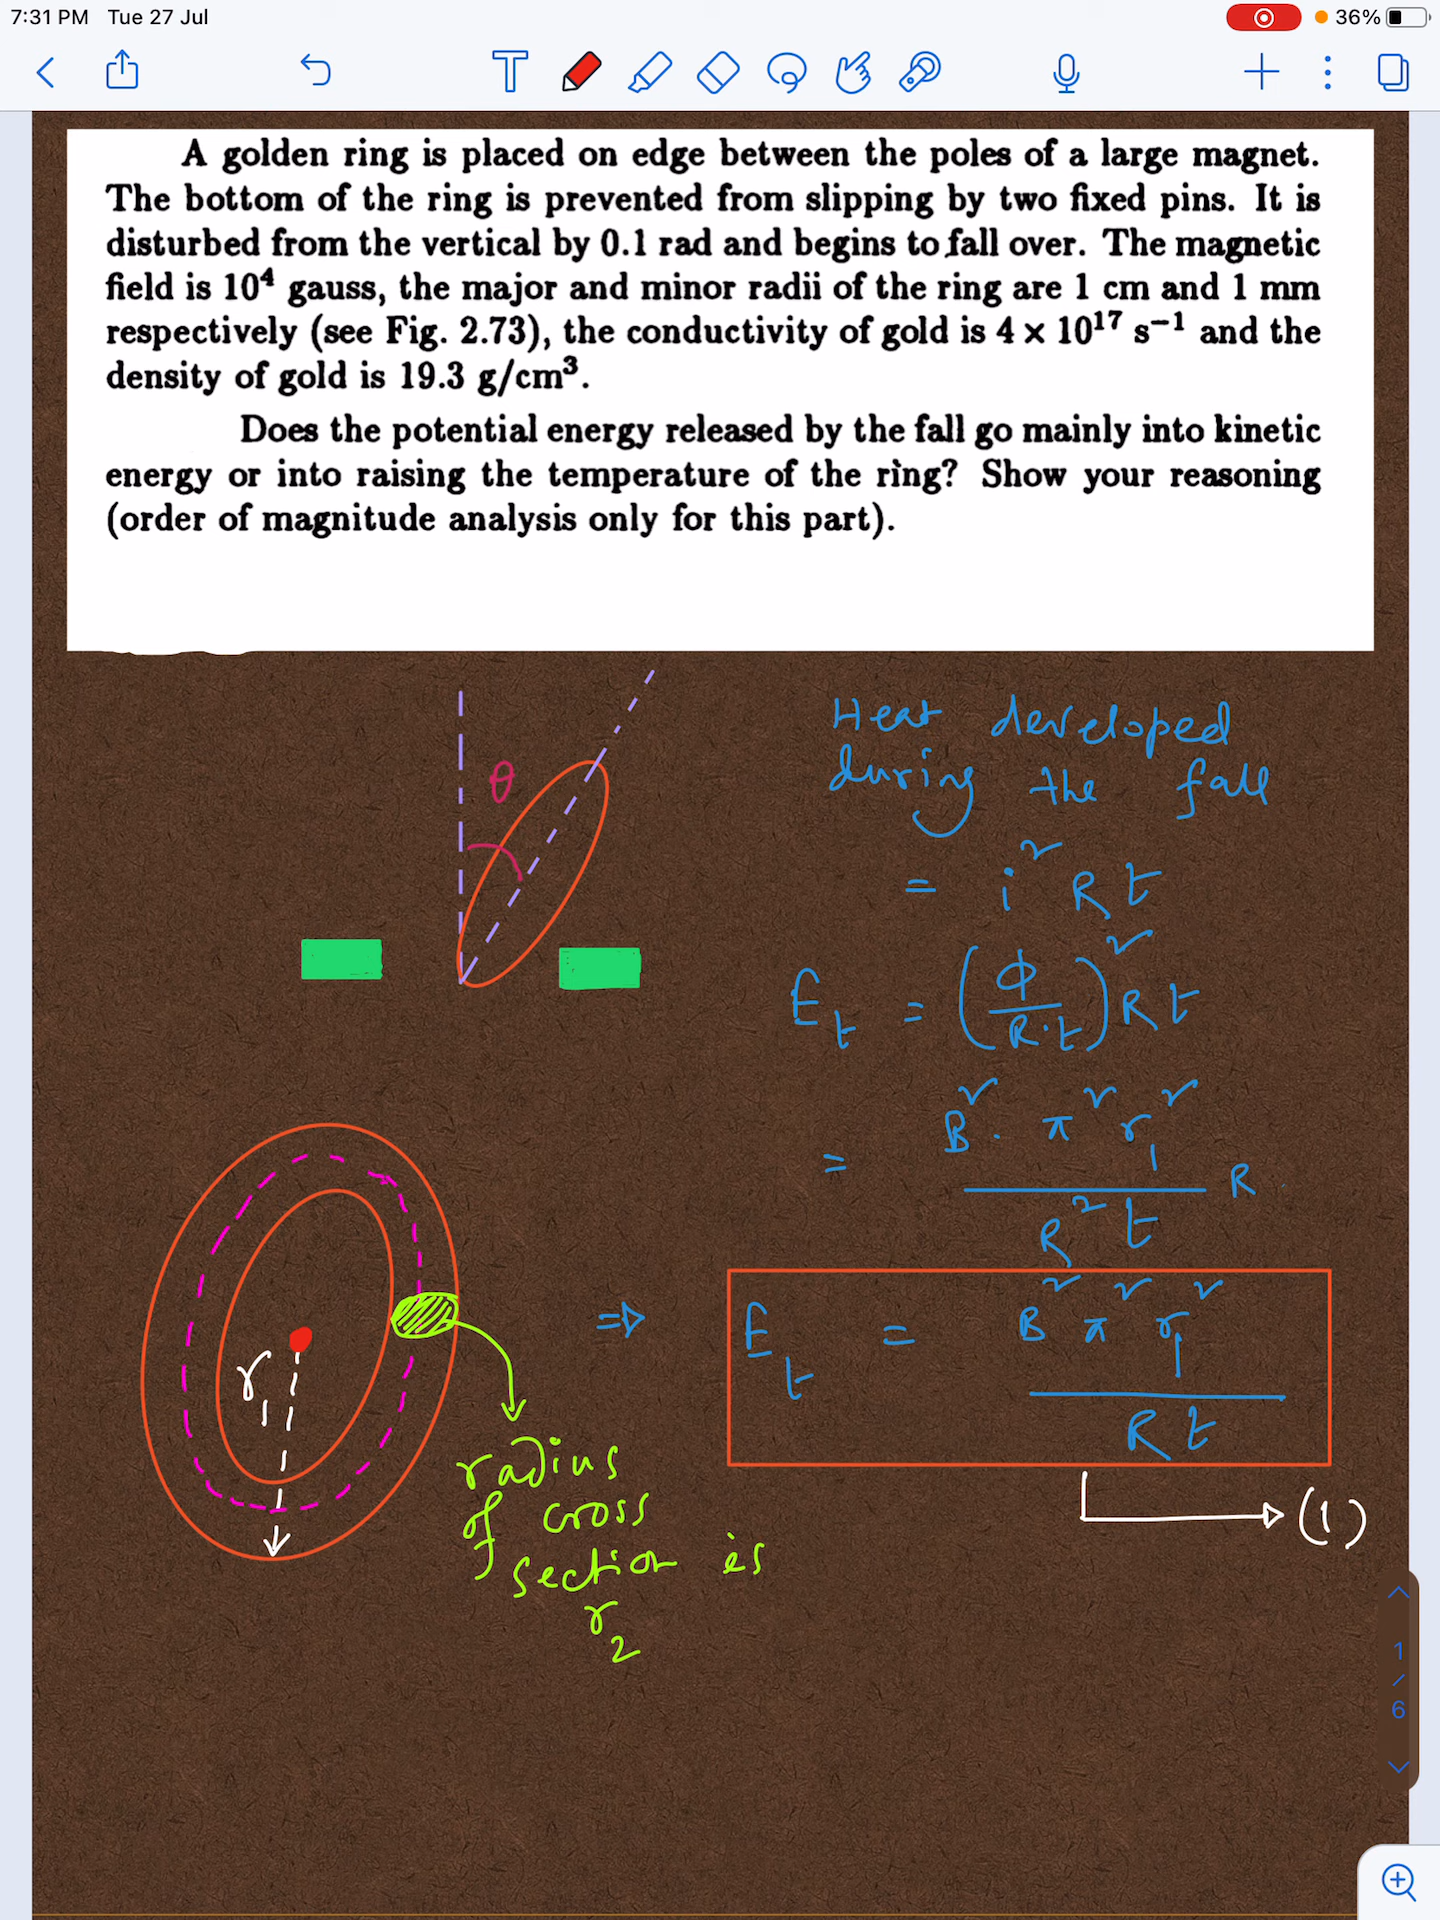 7:31 PM Tue 27 Jul
36%
T
A golden ring is placed on edge between the poles of a large magnet.
The bottom of the ring is prevented from slipping by two fixed pins. It is
disturbed from the vertical by 0.1 rad and begins to fall over. The magnetic
field is 10⁴ gauss, the major and minor radii of the ring are 1 cm and 1 mm
respectively (see Fig. 2.73), the conductivity of gold is 4 × 10¹⁷ s⁻¹ and the
density of gold is 19.3 g/cm³.
Does the potential energy released by the fall go mainly into kinetic
energy or into raising the temperature of the ring? Show your reasoning
(order of magnitude analysis only for this part).
θ
Heat developed
during the fall
= i² R t
E_t = (ϕ / R·t)² R t
= B² · π² r₁² / R² t R
⇒ E_t = B² π² r₁² / R t
→ (1)
r₁
radius
of cross
section is
r₂
1
/
6